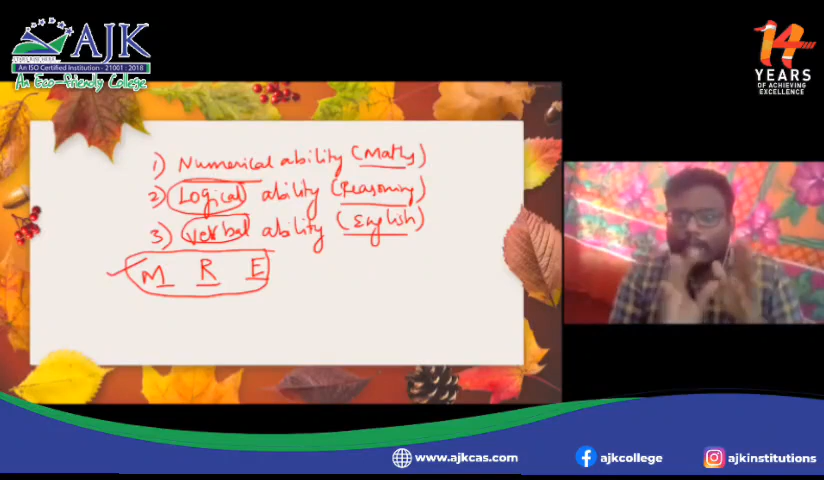 AJK
An ISO Certified Institution - 21001 : 2018
An Eco-friendly College
14
YEARS
OF ACHIEVING
EXCELLENCE
1) Numerical ability (Maths)
2) Logical ability (Reasoning)
3) Verbal ability (English)
M R E
www.ajkcas.com
ajkcollege
ajkinstitutions